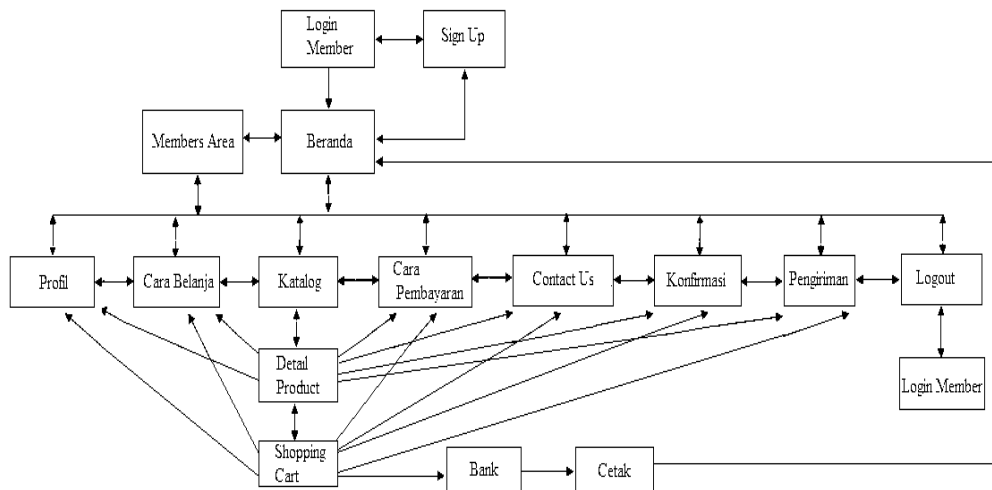 Login
Member
Sign Up
Members Area
Beranda
Profil
Cara Belanja
Katalog
Cara
Pembayaran
Contact Us
Konfirmasi
Pengiriman
Logout
Detail
Product
Login Member
Shopping
Cart
Bank
Cetak